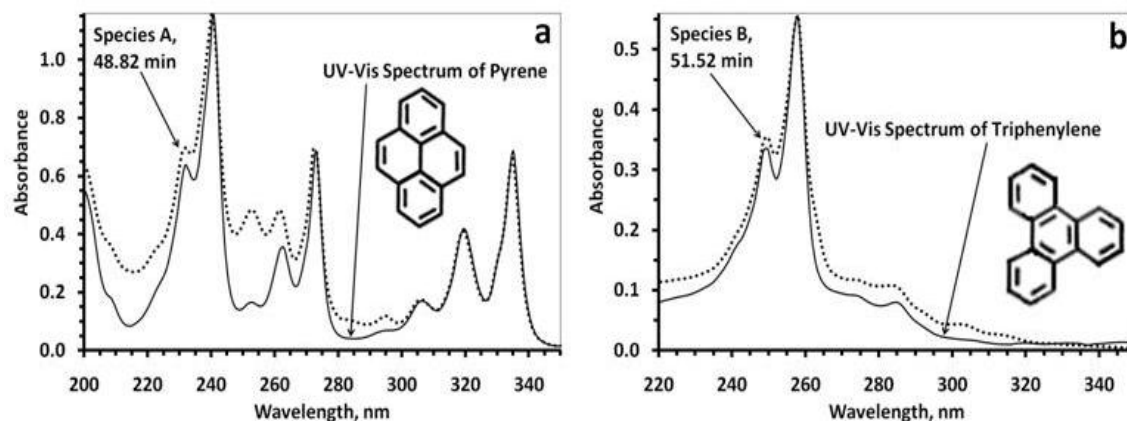 a
Species A,
48.82 min
UV-Vis Spectrum of Pyrene
Absorbance
1.0
0.8
0.6
0.4
0.2
0.0
200 220 240 260 280 300 320 340
Wavelength, nm
b
Species B,
51.52 min
UV-Vis Spectrum of Triphenylene
Absorbance
0.5
0.4
0.3
0.2
0.1
0.0
220 240 260 280 300 320 340
Wavelength, nm